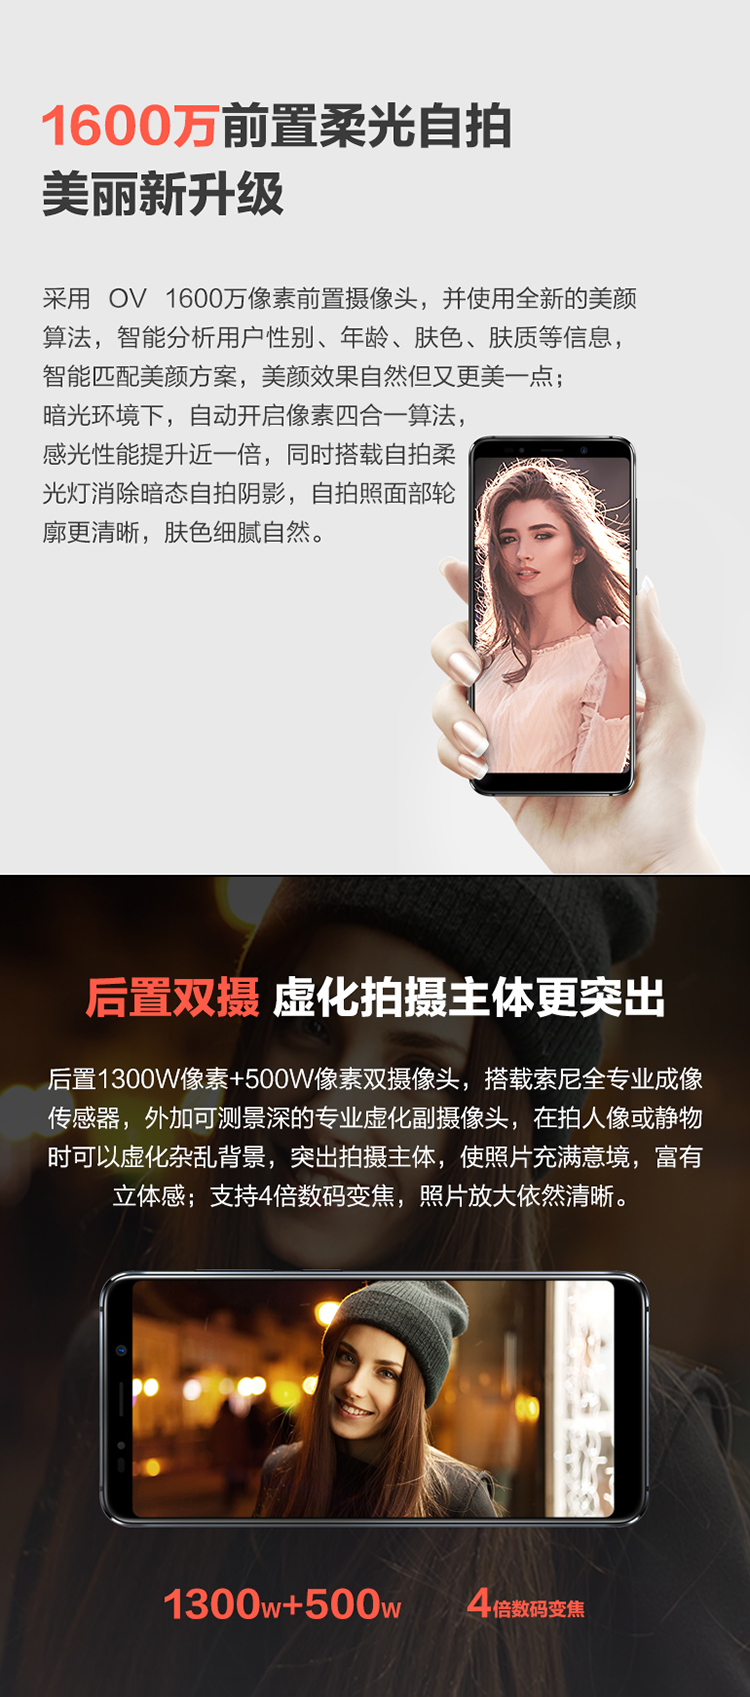 1600万前置柔光自拍
美丽新升级
采用 OV 1600万像素前置摄像头，并使用全新的美颜
算法，智能分析用户性别、年龄、肤色、肤质等信息，
智能匹配美颜方案，美颜效果自然但又更美一点；
暗光环境下，自动开启像素四合一算法，
感光性能提升近一倍，同时搭载自拍柔
光灯消除暗态自拍阴影，自拍照面部轮
廓更清晰，肤色细腻自然。
后置双摄 虚化拍摄主体更突出
后置1300W像素+500W像素双摄像头，搭载索尼全专业成像
传感器，外加可测景深的专业虚化副摄像头，在拍人像或静物
时可以虚化杂乱背景，突出拍摄主体，使照片充满意境，富有
立体感；支持4倍数码变焦，照片放大依然清晰。
1300W+500W 4倍数码变焦